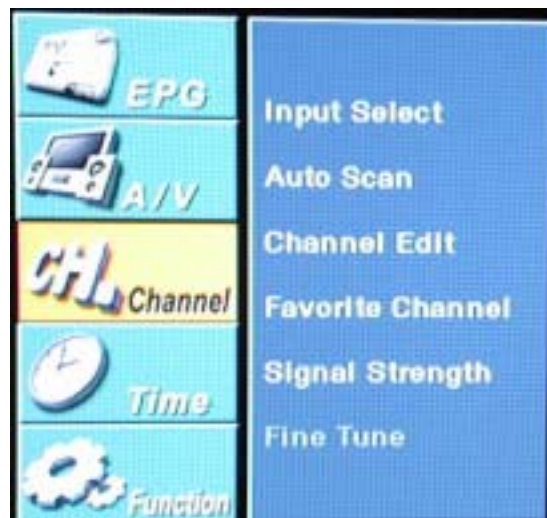 EPG
A/V
CH. Channel
Time
Function
Input Select
Auto Scan
Channel Edit
Favorite Channel
Signal Strength
Fine Tune